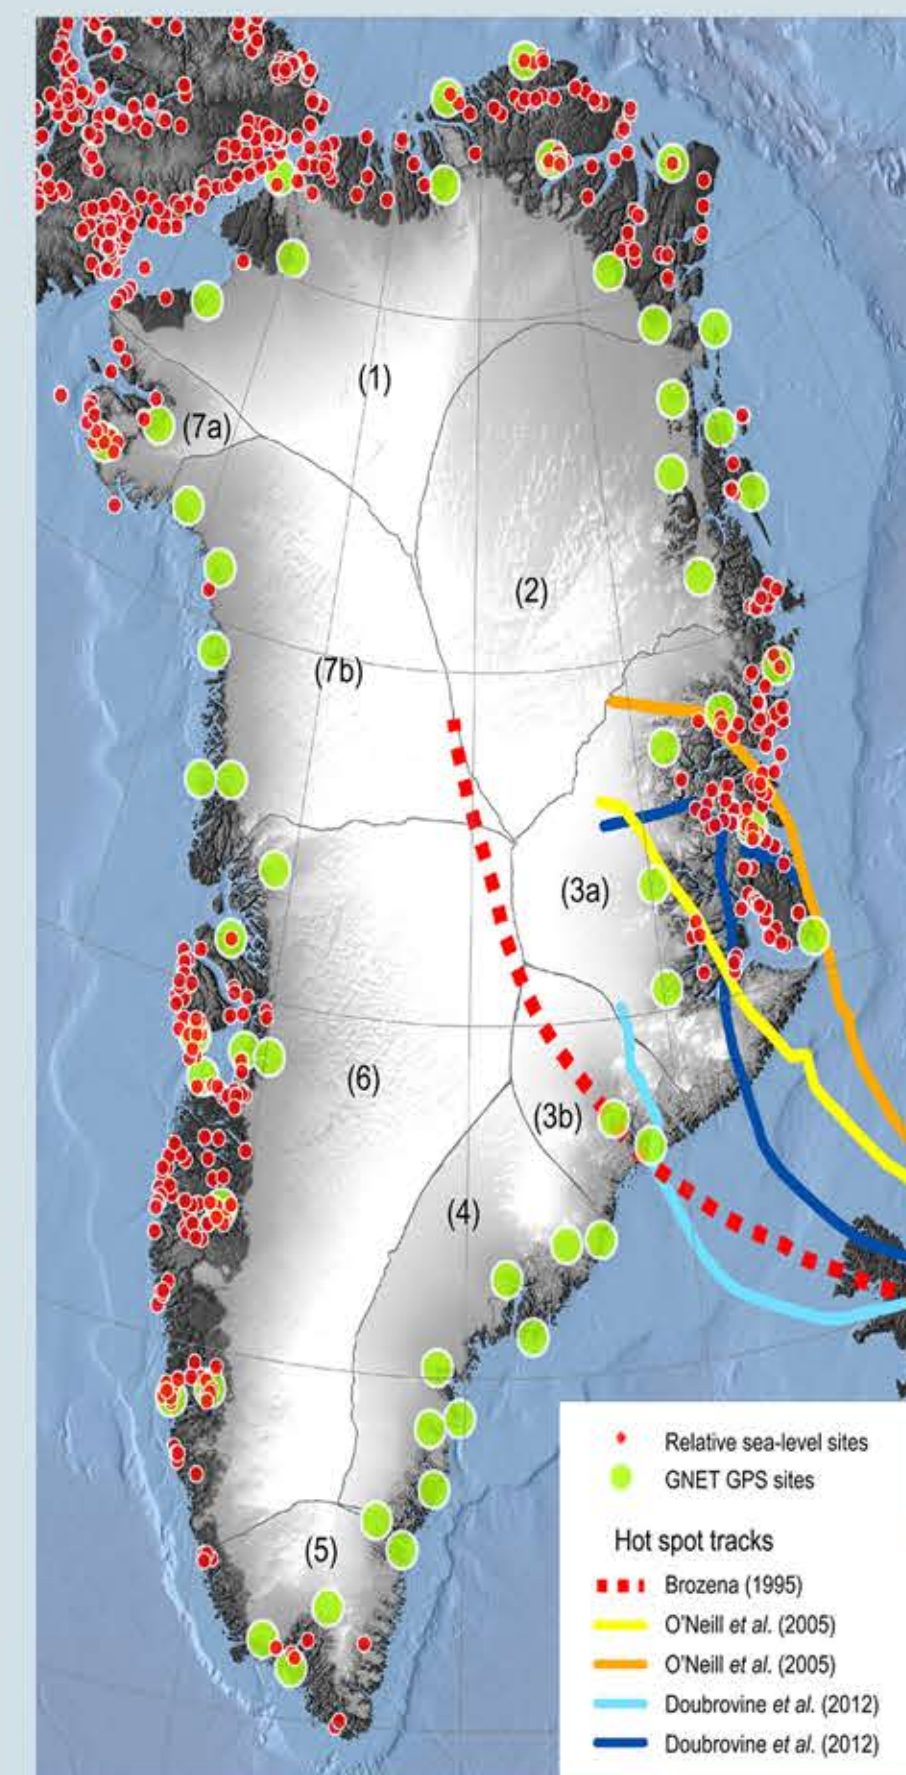 (1)
(7a)
(2)
(7b)
(3a)
(6)
(3b)
(4)
(5)
Relative sea-level sites
GNET GPS sites
Hot spot tracks
Brozena (1995)
O'Neill et al. (2005)
O'Neill et al. (2005)
Doubrovine et al. (2012)
Doubrovine et al. (2012)